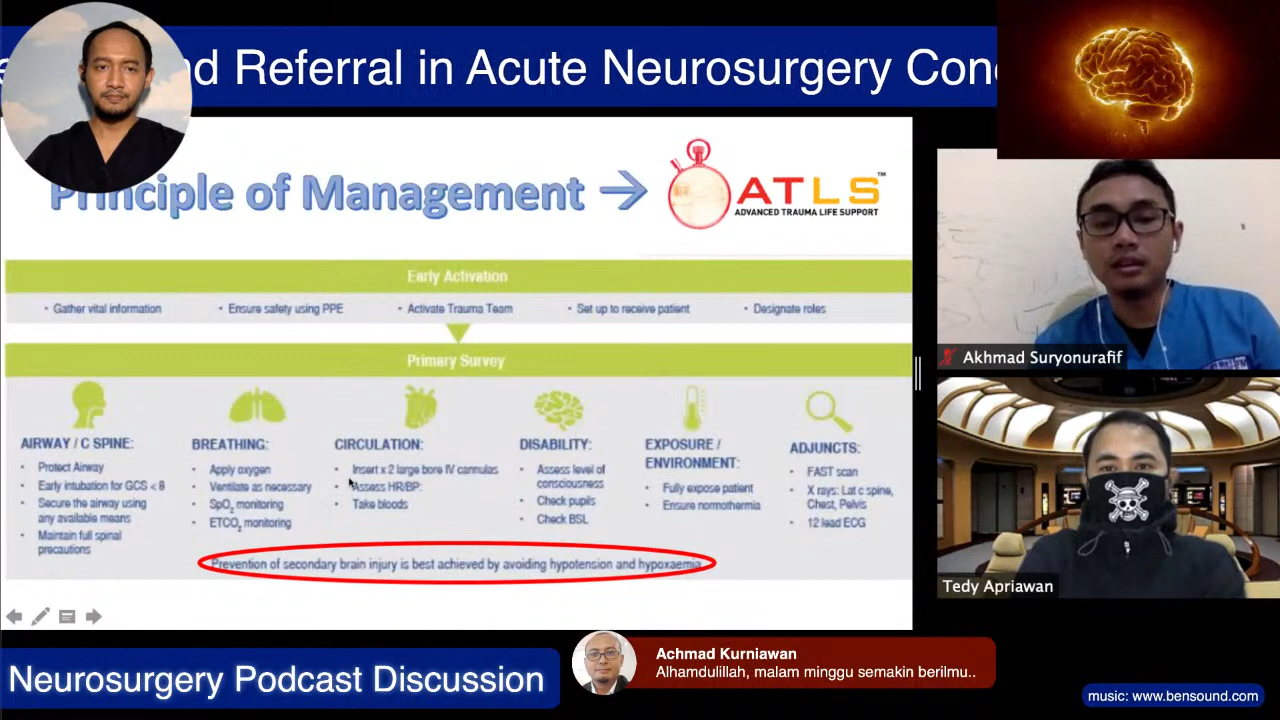 nd Referral in Acute Neurosurgery Con
Principle of Management →
ATLS™
ADVANCED TRAUMA LIFE SUPPORT
Early Activation
• Gather vital information
• Ensure safety using PPE
• Activate Trauma Team
• Set up to receive patient
• Designate roles
Primary Survey
AIRWAY / C SPINE:
• Protect Airway
• Early intubation for GCS < 8
• Secure the airway using
any available means
• Maintain full spinal
precautions
BREATHING:
• Apply oxygen
• Ventilate as necessary
• SpO₂ monitoring
• ETCO₂ monitoring
CIRCULATION:
• Insert x 2 large bore IV cannulas
• Assess HR/BP:
• Take bloods
DISABILITY:
• Assess level of
consciousness
• Check pupils
• Check BSL
EXPOSURE /
ENVIRONMENT:
• Fully expose patient
• Ensure normothermia
ADJUNCTS:
• FAST scan
• X rays: Lat c spine,
Chest, Pelvis
• 12 lead ECG
Prevention of secondary brain injury is best achieved by avoiding hypotension and hypoxaemia
Akhmad Suryonurafif
Tedy Apriawan
Neurosurgery Podcast Discussion
Achmad Kurniawan
Alhamdulillah, malam minggu semakin berilmu..
music: www.bensound.com